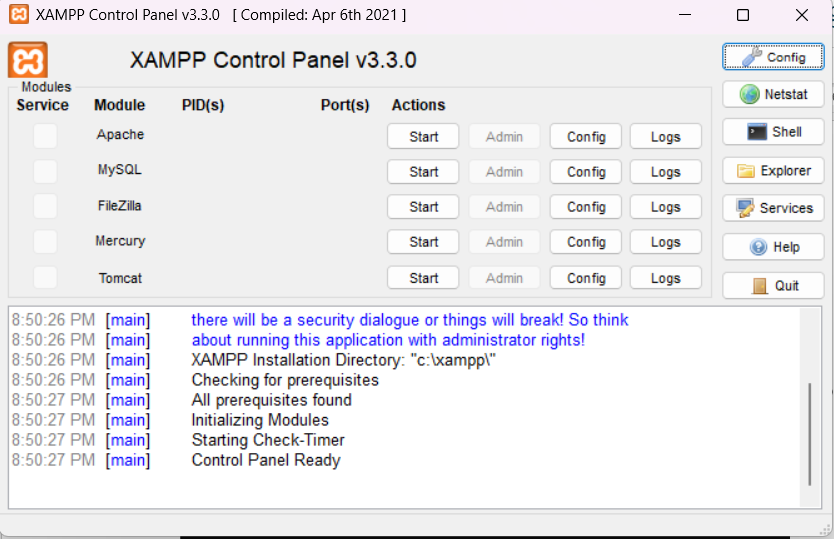 XAMPP Control Panel v3.3.0 [ Compiled: Apr 6th 2021 ]
XAMPP Control Panel v3.3.0
Config
Modules
Service Module PID(s) Port(s) Actions
Netstat
Apache Start Admin Config Logs
Shell
MySQL Start Admin Config Logs
Explorer
FileZilla Start Admin Config Logs
Services
Mercury Start Admin Config Logs
Help
Tomcat Start Admin Config Logs
Quit
8:50:26 PM [main] there will be a security dialogue or things will break! So think
8:50:26 PM [main] about running this application with administrator rights!
8:50:26 PM [main] XAMPP Installation Directory: "c:\xampp\"
8:50:26 PM [main] Checking for prerequisites
8:50:27 PM [main] All prerequisites found
8:50:27 PM [main] Initializing Modules
8:50:27 PM [main] Starting Check-Timer
8:50:27 PM [main] Control Panel Ready